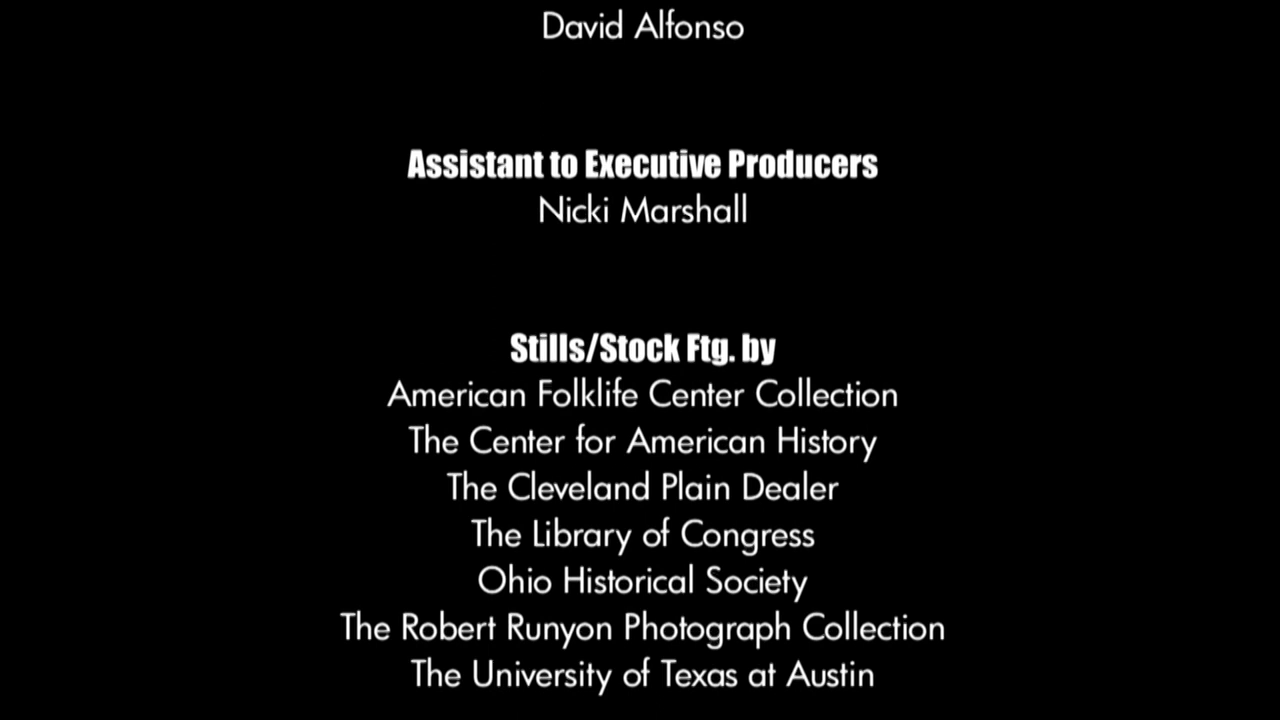 David Alfonso
Assistant to Executive Producers
Nicki Marshall
Stills/Stock Ftg. by
American Folklife Center Collection
The Center for American History
The Cleveland Plain Dealer
The Library of Congress
Ohio Historical Society
The Robert Runyon Photograph Collection
The University of Texas at Austin